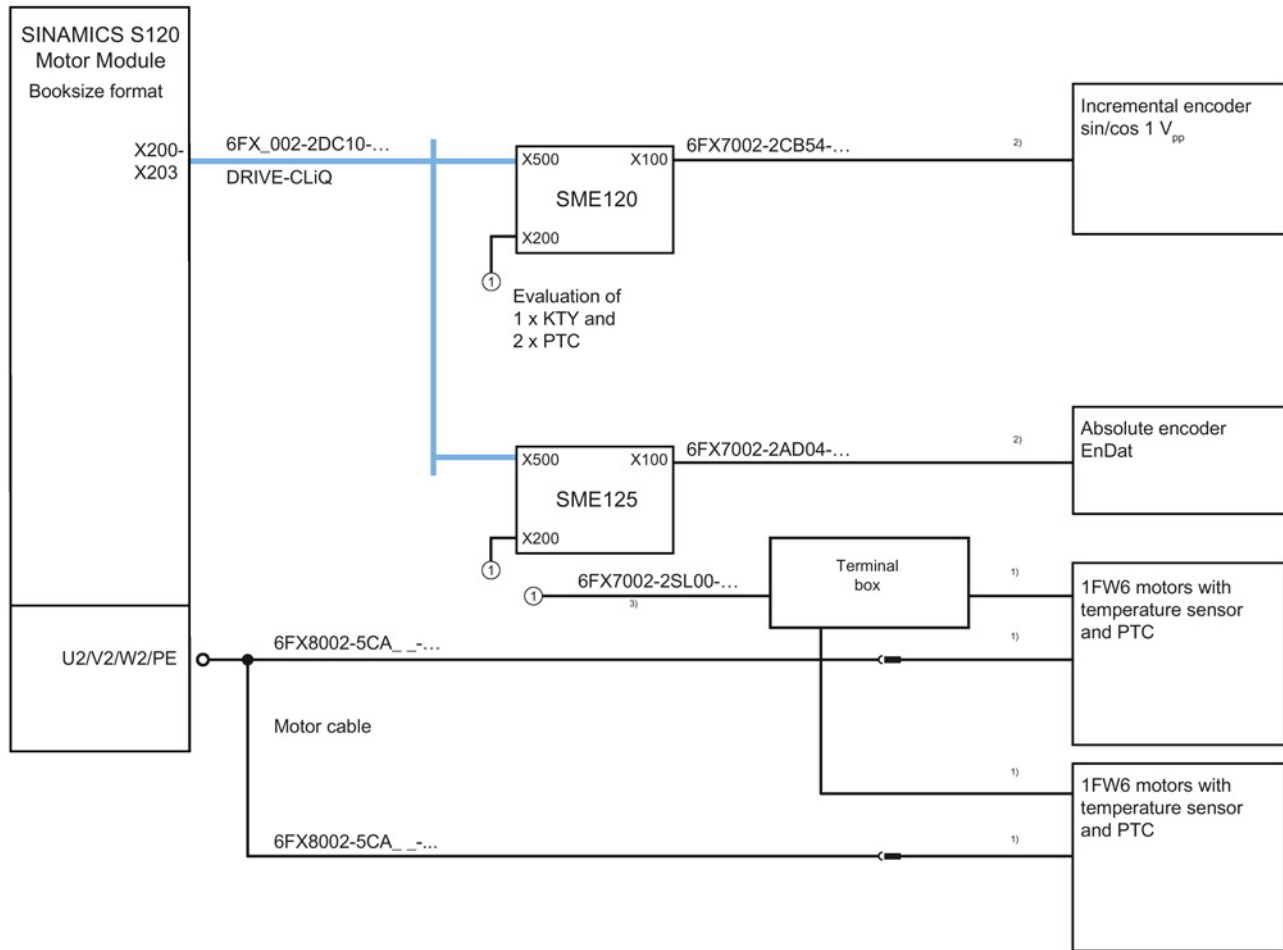 SINAMICS S120
Motor Module
Booksize format
X200-
X203
6FX_002-2DC10-…
DRIVE-CLiQ
X500
X100
SME120
X200
1
Evaluation of
1 x KTY and
2 x PTC
6FX7002-2CB54-…
2)
Incremental encoder
sin/cos 1 Vpp
X500
X100
SME125
X200
1
6FX7002-2AD04-…
2)
Absolute encoder
EnDat
1
6FX7002-2SL00-…
3)
Terminal
box
1)
1FW6 motors with
temperature sensor
and PTC
U2/V2/W2/PE
6FX8002-5CA_ _-…
1)
Motor cable
1)
1FW6 motors with
temperature sensor
and PTC
6FX8002-5CA_ _-...
1)